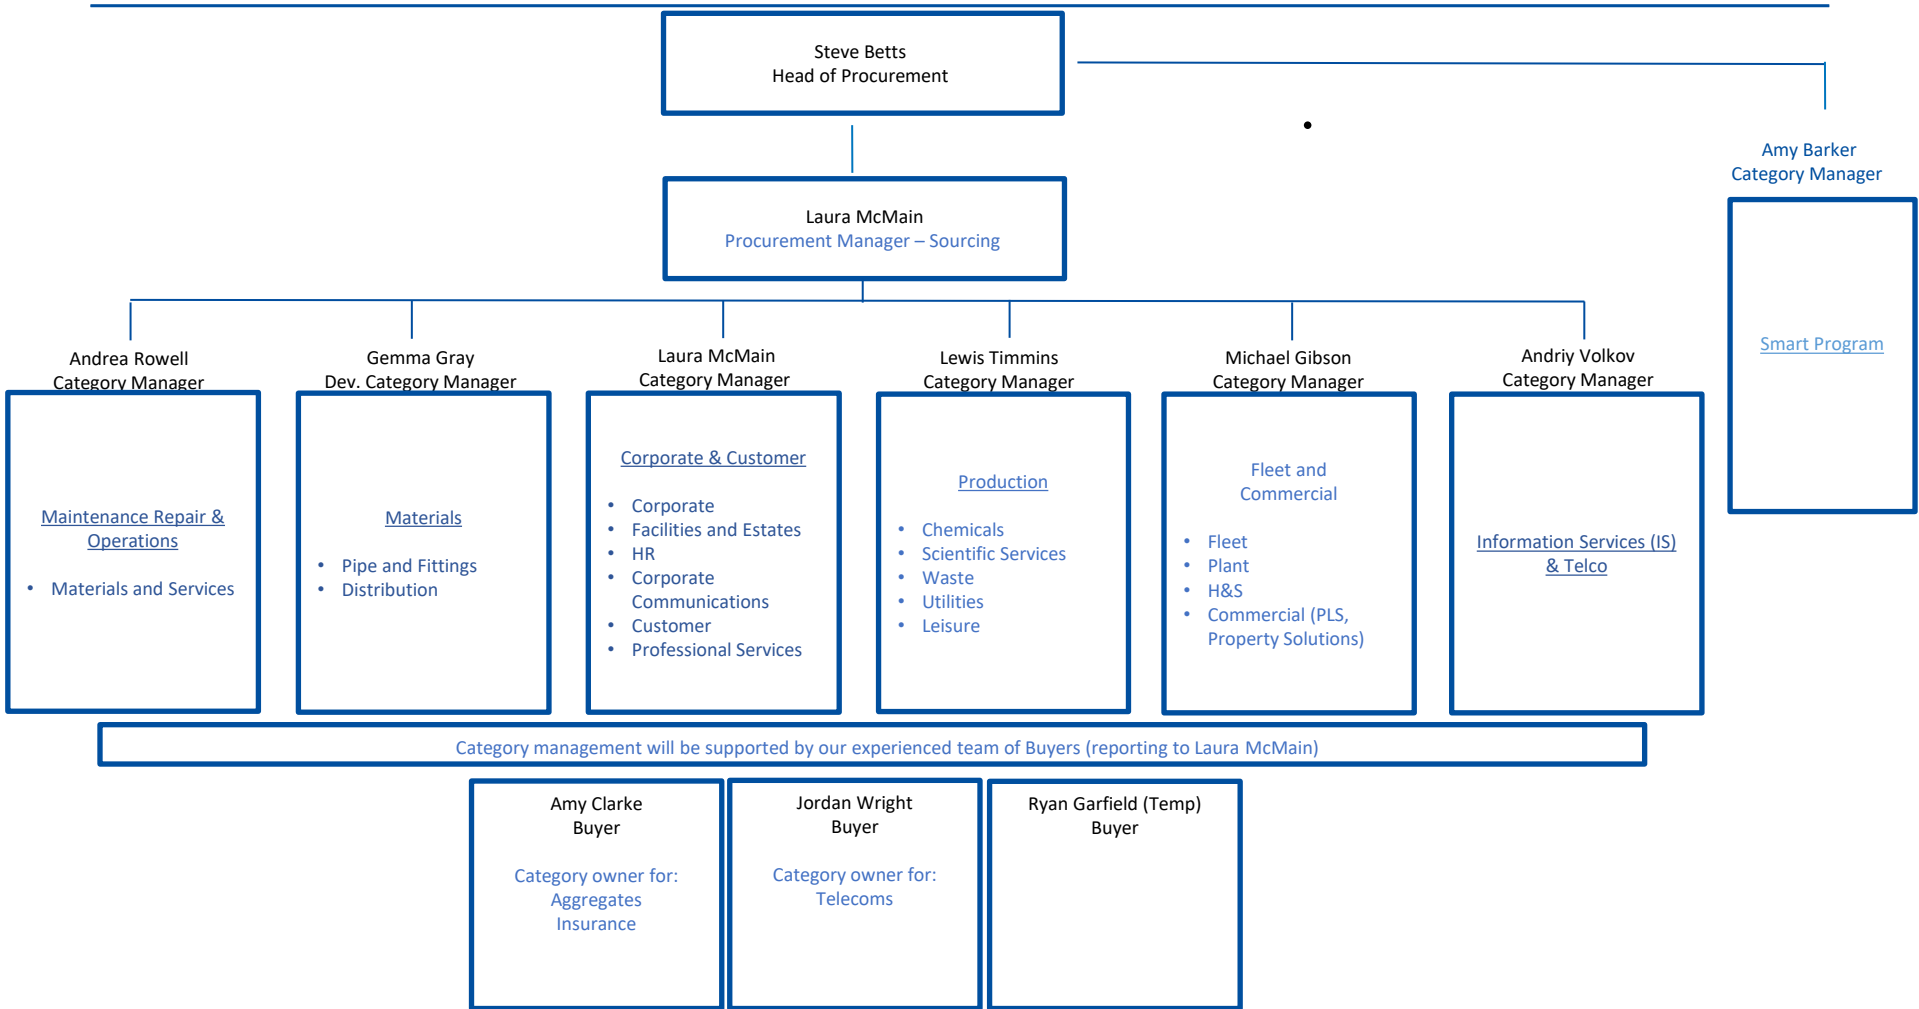 Steve Betts
Head of Procurement
Amy Barker
Category Manager
Smart Program
Laura McMain
Procurement Manager – Sourcing
Andrea Rowell
Category Manager
Maintenance Repair &
Operations
• Materials and Services
Gemma Gray
Dev. Category Manager
Materials
• Pipe and Fittings
• Distribution
Laura McMain
Category Manager
Corporate & Customer
• Corporate
• Facilities and Estates
• HR
• Corporate
Communications
• Customer
• Professional Services
Lewis Timmins
Category Manager
Production
• Chemicals
• Scientific Services
• Waste
• Utilities
• Leisure
Michael Gibson
Category Manager
Fleet and
Commercial
• Fleet
• Plant
• H&S
• Commercial (PLS,
Property Solutions)
Andriy Volkov
Category Manager
Information Services (IS)
& Telco
Category management will be supported by our experienced team of Buyers (reporting to Laura McMain)
Amy Clarke
Buyer
Category owner for:
Aggregates
Insurance
Jordan Wright
Buyer
Category owner for:
Telecoms
Ryan Garfield (Temp)
Buyer